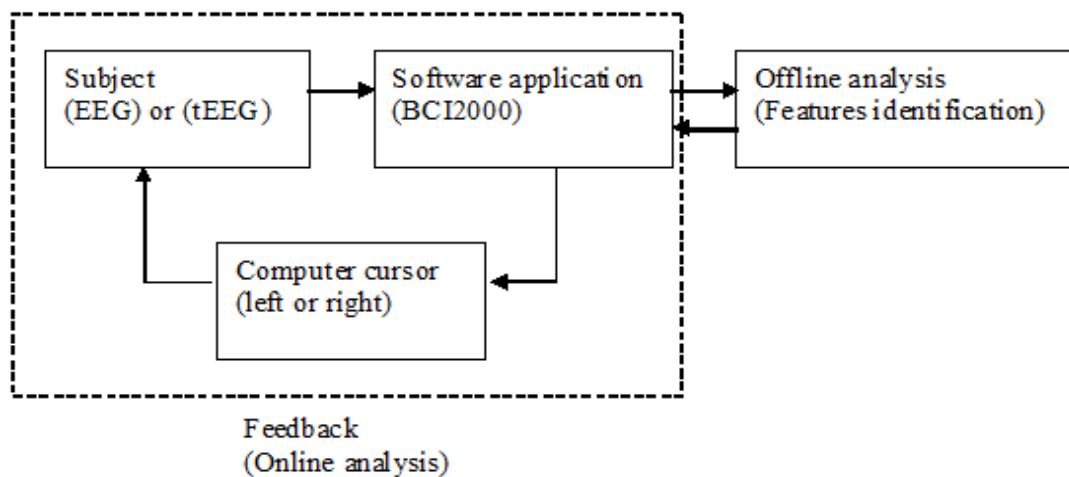 Subject
(EEG) or (tEEG)
Software application
(BCI2000)
Offline analysis
(Features identification)
Computer cursor
(left or right)
Feedback
(Online analysis)